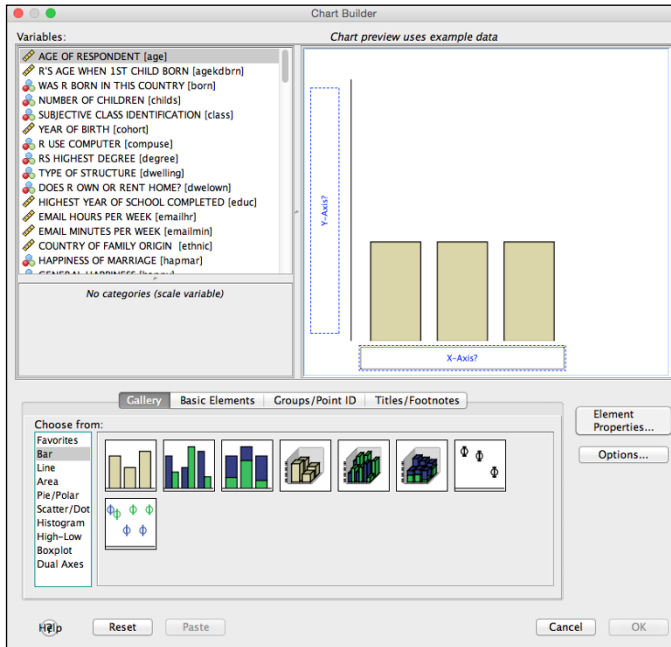 Chart Builder
Variables:
Chart preview uses example data
AGE OF RESPONDENT [age]
R'S AGE WHEN 1ST CHILD BORN [agekdbrn]
WAS R BORN IN THIS COUNTRY [born]
NUMBER OF CHILDREN [childs]
SUBJECTIVE CLASS IDENTIFICATION [class]
YEAR OF BIRTH [cohort]
R USE COMPUTER [compuse]
RS HIGHEST DEGREE [degree]
TYPE OF STRUCTURE [dwelling]
DOES R OWN OR RENT HOME? [dwelown]
HIGHEST YEAR OF SCHOOL COMPLETED [educ]
EMAIL HOURS PER WEEK [emailhr]
EMAIL MINUTES PER WEEK [emailmin]
COUNTRY OF FAMILY ORIGIN [ethnic]
HAPPINESS OF MARRIAGE [hapmar]
GENERAL HAPPINESS [happy]
No categories (scale variable)
Y-Axis?
X-Axis?
Gallery
Basic Elements
Groups/Point ID
Titles/Footnotes
Choose from:
Favorites
Bar
Line
Area
Pie/Polar
Scatter/Dot
Histogram
High-Low
Boxplot
Dual Axes
Element
Properties...
Options...
Help
Reset
Paste
Cancel
OK